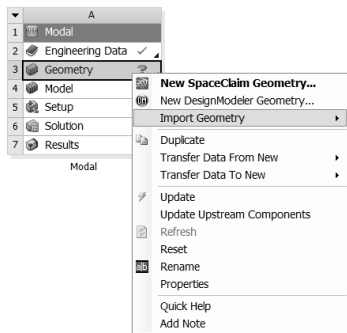 A
1 Modal
2 Engineering Data
3 Geometry
4 Model
5 Setup
6 Solution
7 Results
Modal
New SpaceClaim Geometry...
New DesignModeler Geometry...
Import Geometry
Duplicate
Transfer Data From New
Transfer Data To New
Update
Update Upstream Components
Refresh
Reset
a|b Rename
Properties
Quick Help
Add Note